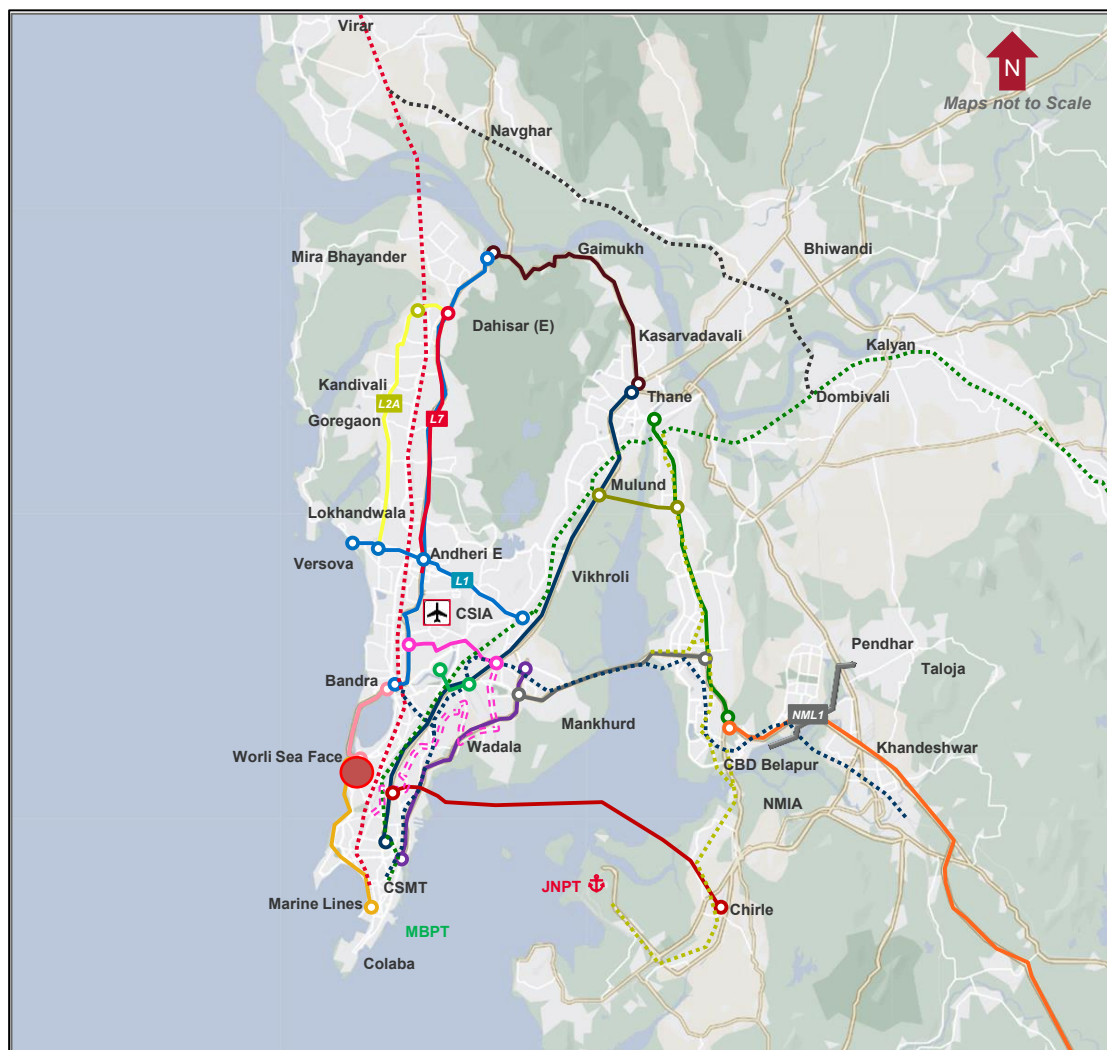 Virar
N
Maps not to Scale
Navghar
Gaimukh
Bhiwandi
Mira Bhayander
Dahisar (E)
Kasarvadavali
Kalyan
Kandivali
Thane
Dombivali
L2A
Goregaon
L7
Mulund
Lokhandwala
Versova
Andheri E
L1
Vikhroli
CSIA
Pendhar
Taloja
Bandra
Mankhurd
NML1
Wadala
Khandeshwar
Worli Sea Face
CBD Belapur
NMIA
CSMT
JNPT
Marine Lines
Chirle
MBPT
Colaba